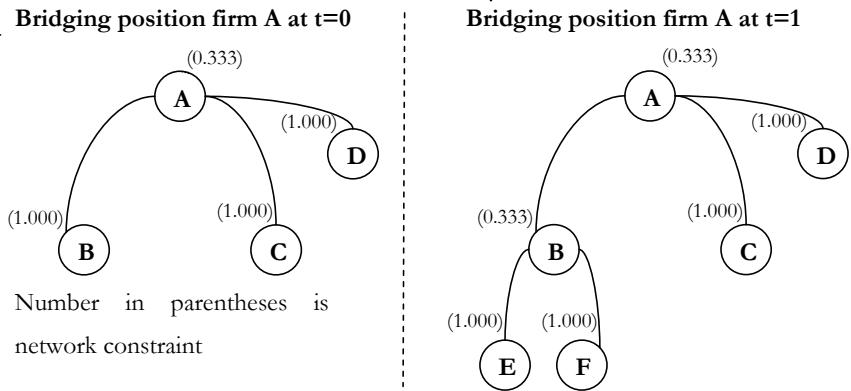 Bridging position firm A at t=0
(0.333)
A
(1.000)
D
(1.000)
B
(1.000)
C
Number in parentheses is
network constraint
Bridging position firm A at t=1
(0.333)
A
(1.000)
D
(0.333)
B
(1.000)
C
(1.000)
E
(1.000)
F